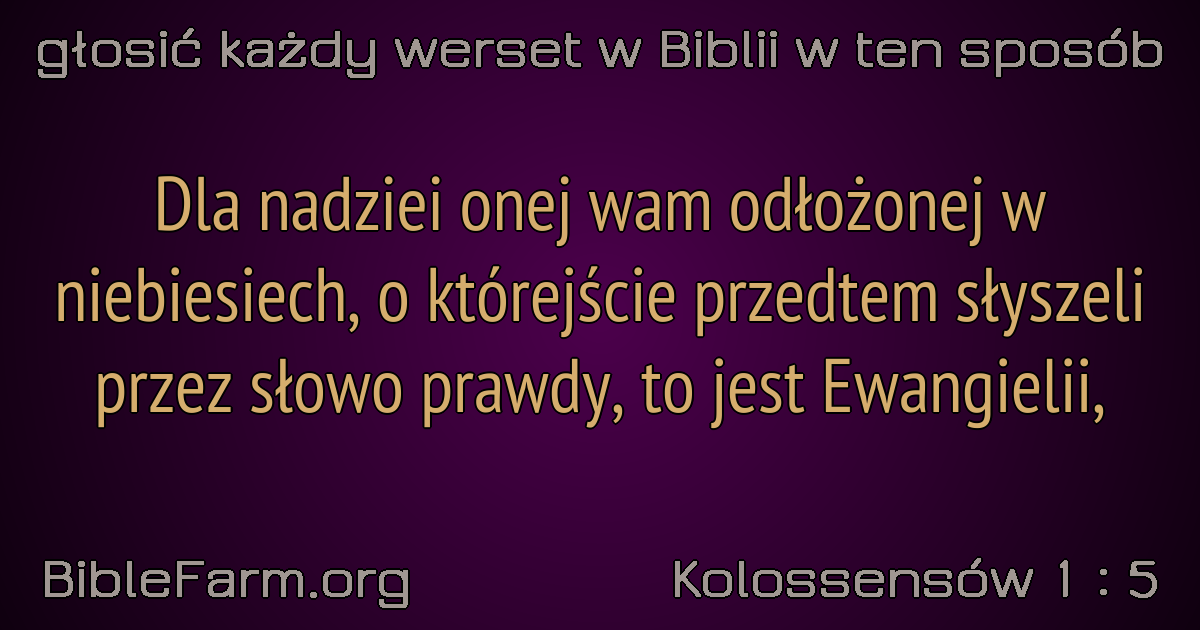 głosić każdy werset w Biblii w ten sposób
Dla nadziei onej wam odłożonej w
niebiesiech, o którejście przedtem słyszeli
przez słowo prawdy, to jest Ewangielii,
BibleFarm.org
Kolossensów 1 : 5